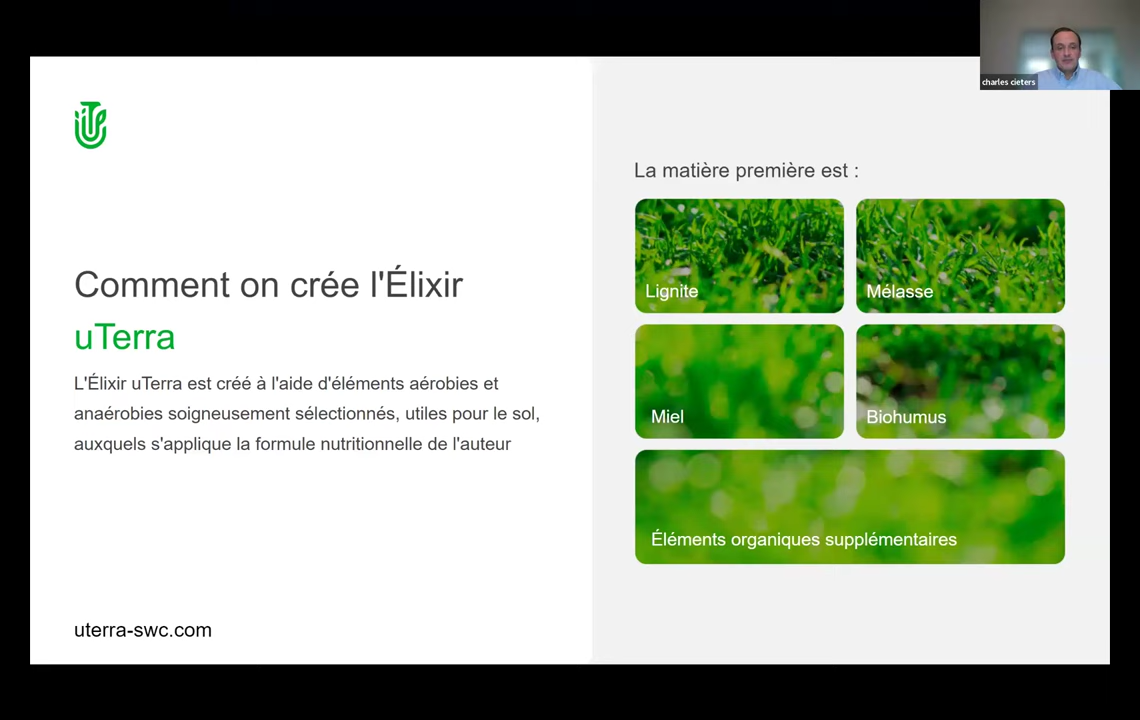 charles cieters
Comment on crée l'Élixir
uTerra
L'Élixir uTerra est créé à l'aide d'éléments aérobies et
anaérobies soigneusement sélectionnés, utiles pour le sol,
auxquels s'applique la formule nutritionnelle de l'auteur
uterra-swc.com
La matière première est :
Lignite
Mélasse
Miel
Biohumus
Éléments organiques supplémentaires